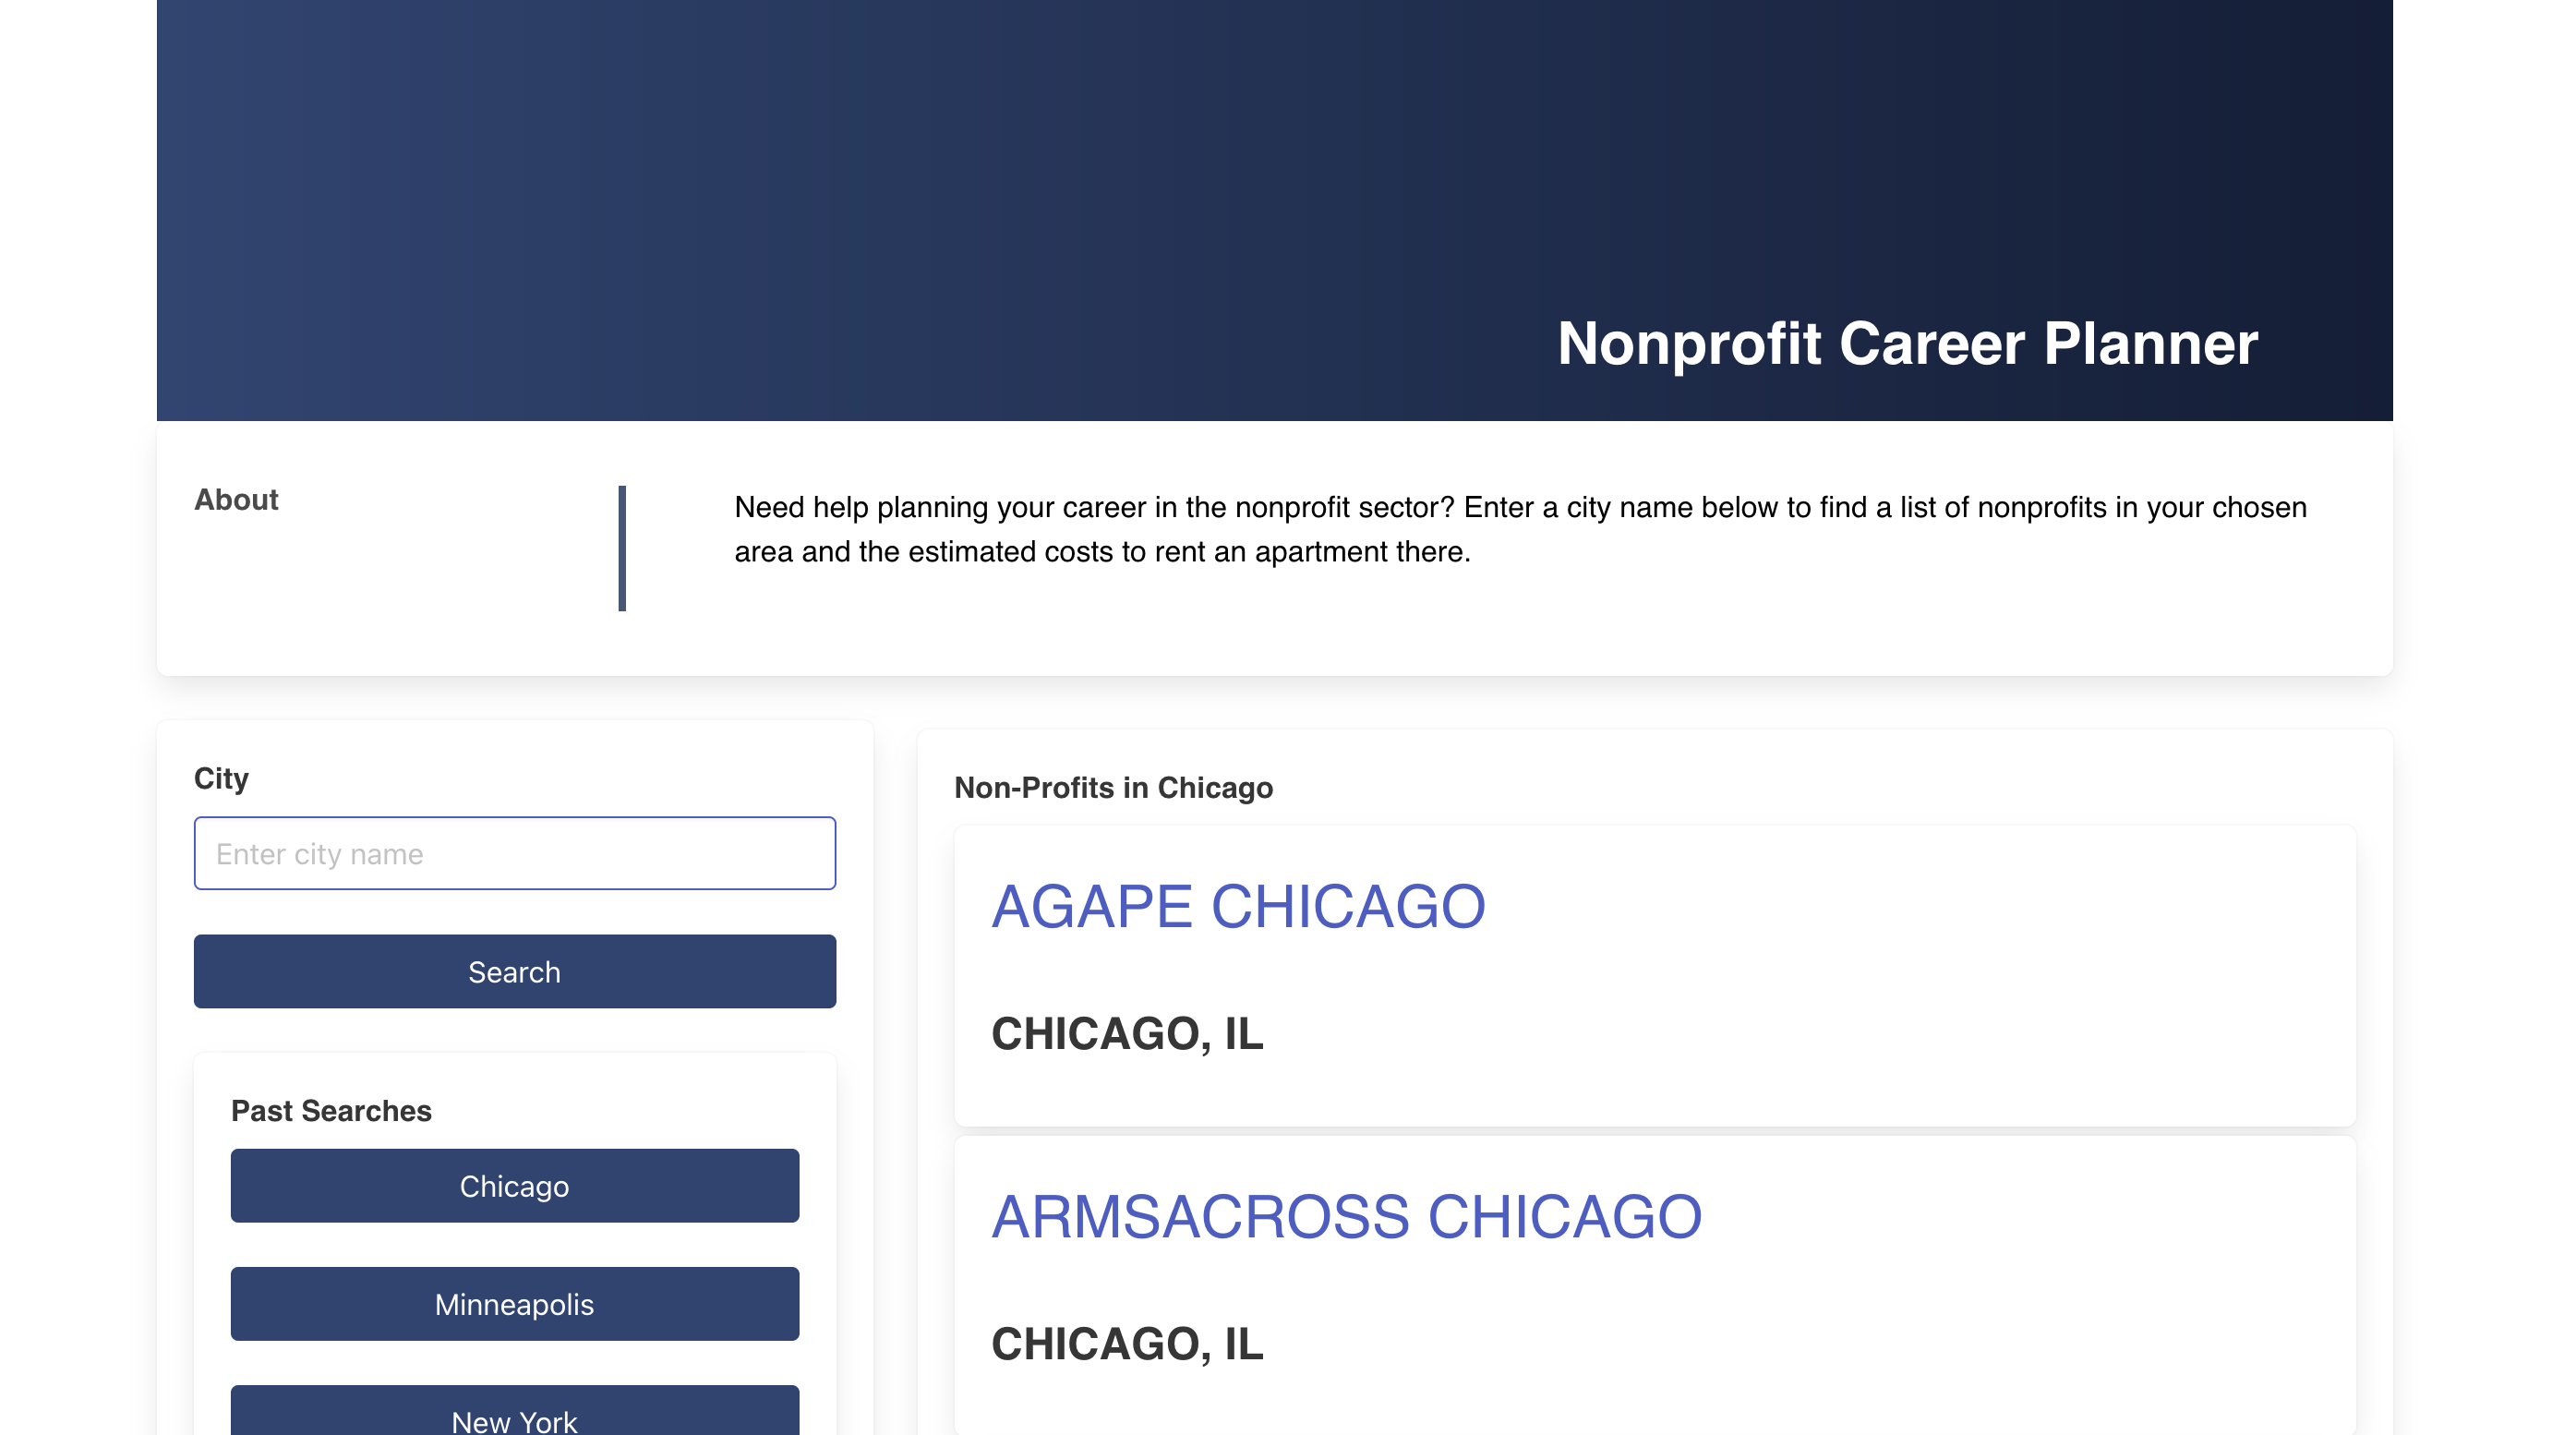 Nonprofit Career Planner
About
Need help planning your career in the nonprofit sector? Enter a city name below to find a list of nonprofits in your chosen
area and the estimated costs to rent an apartment there.
City
Enter city name
Search
Past Searches
Chicago
Minneapolis
New York
Non-Profits in Chicago
AGAPE CHICAGO
CHICAGO, IL
ARMSACROSS CHICAGO
CHICAGO, IL